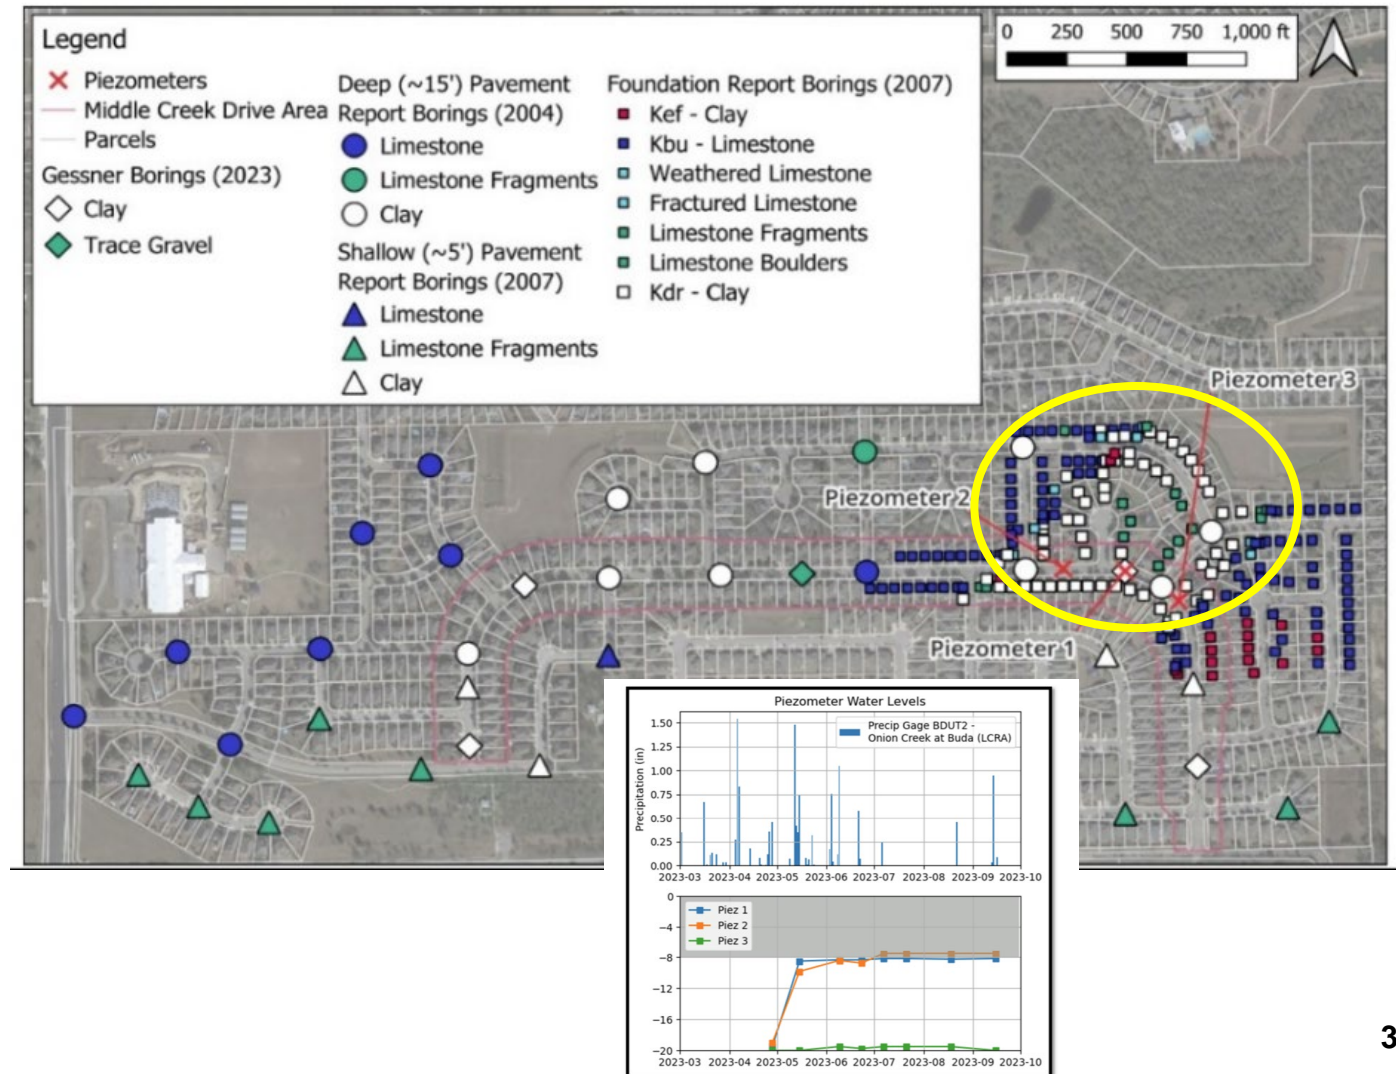 Legend
Piezometers
Middle Creek Drive Area
Parcels
Gessner Borings (2023)
Clay
Trace Gravel
Deep (~15') Pavement
Report Borings (2004)
Limestone
Limestone Fragments
Clay
Shallow (~5') Pavement
Report Borings (2007)
Limestone
Limestone Fragments
Clay
Foundation Report Borings (2007)
Kef - Clay
Kbu - Limestone
Weathered Limestone
Fractured Limestone
Limestone Fragments
Limestone Boulders
Kdr - Clay
0 250 500 750 1,000 ft
Piezometer 3
Piezometer 2
Piezometer 1
Piezometer Water Levels
Precip Gage BDUT2 -
Onion Creek at Buda (LCRA)
Precipitation (in)
1.50
1.25
1.00
0.75
0.50
0.25
0.00
2023-03 2023-04 2023-05 2023-06 2023-07 2023-08 2023-09 2023-10
Piez 1
Piez 2
Piez 3
0
−4
−8
−12
−16
−20
2023-03 2023-04 2023-05 2023-06 2023-07 2023-08 2023-09 2023-10
3